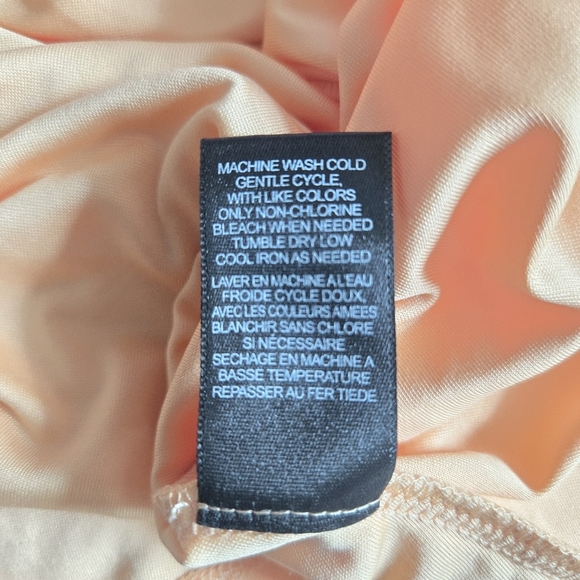 MACHINE WASH COLD
GENTLE CYCLE,
WITH LIKE COLORS
ONLY NON-CHLORINE
BLEACH WHEN NEEDED
TUMBLE DRY LOW
COOL IRON AS NEEDED
LAVER EN MACHINE A L'EAU
FROIDE CYCLE DOUX,
AVEC LES COULEURS AIMEES
BLANCHIR SANS CHLORE
SI NÉCESSAIRE
SECHAGE EN MACHINE A
BASSE TEMPERATURE
REPASSER AU FER TIEDE